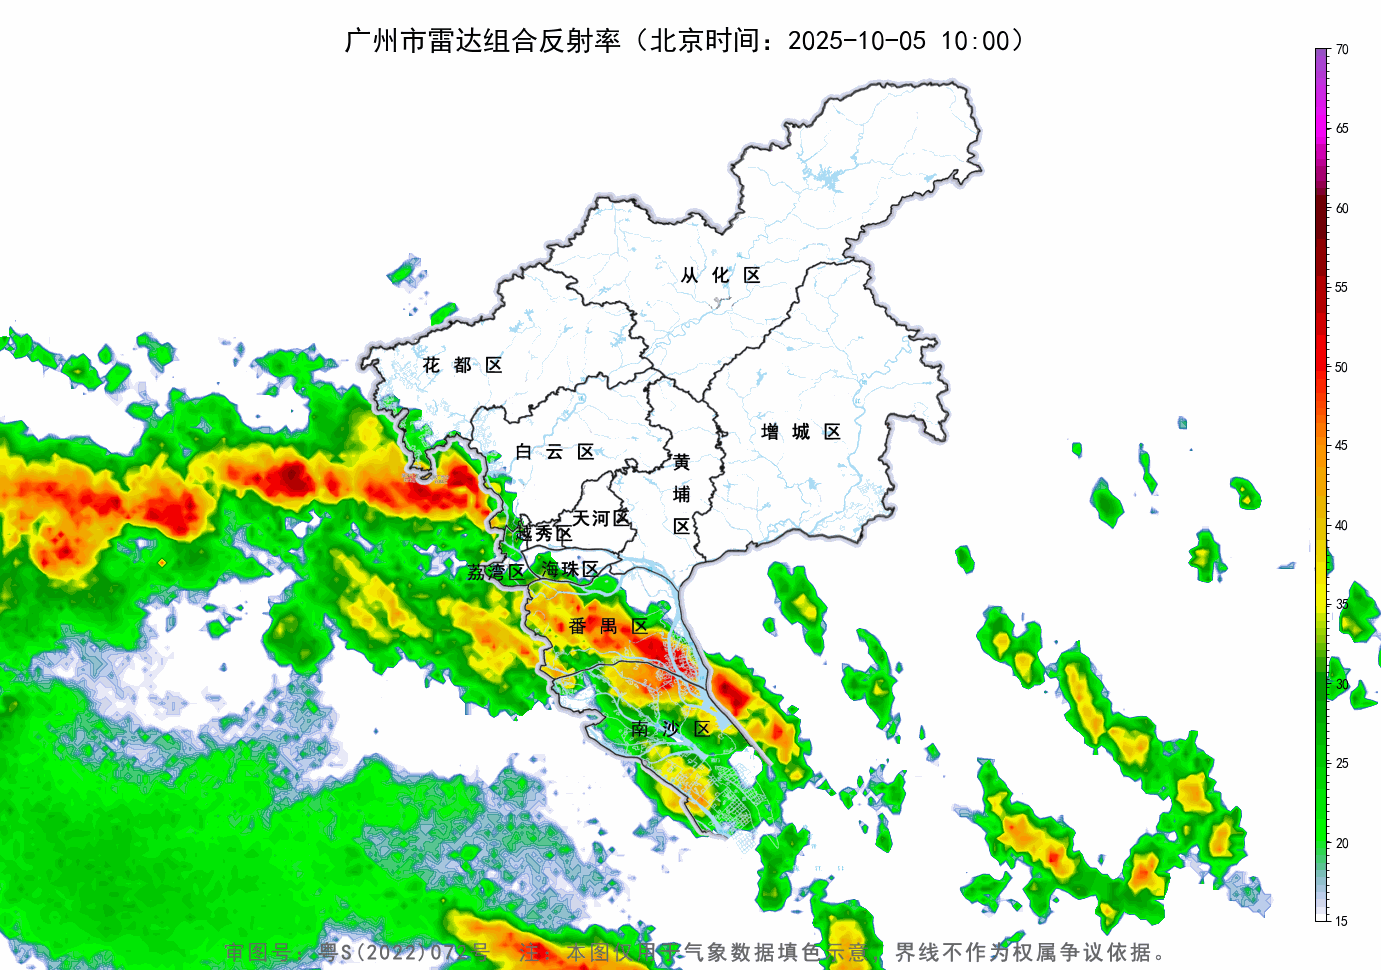 广州市雷达组合反射率（北京时间：2025-10-05 10:00）
70
65
60
55
50
45
40
35
30
25
20
15
从化区
花都区
增城区
白云区
黄埔区
天河区
越秀区
荔湾区
海珠区
番禺区
南沙区
审图号：粤S(2022)072号 注：本图仅用于气象数据填色示意，界线不作为权属争议依据。